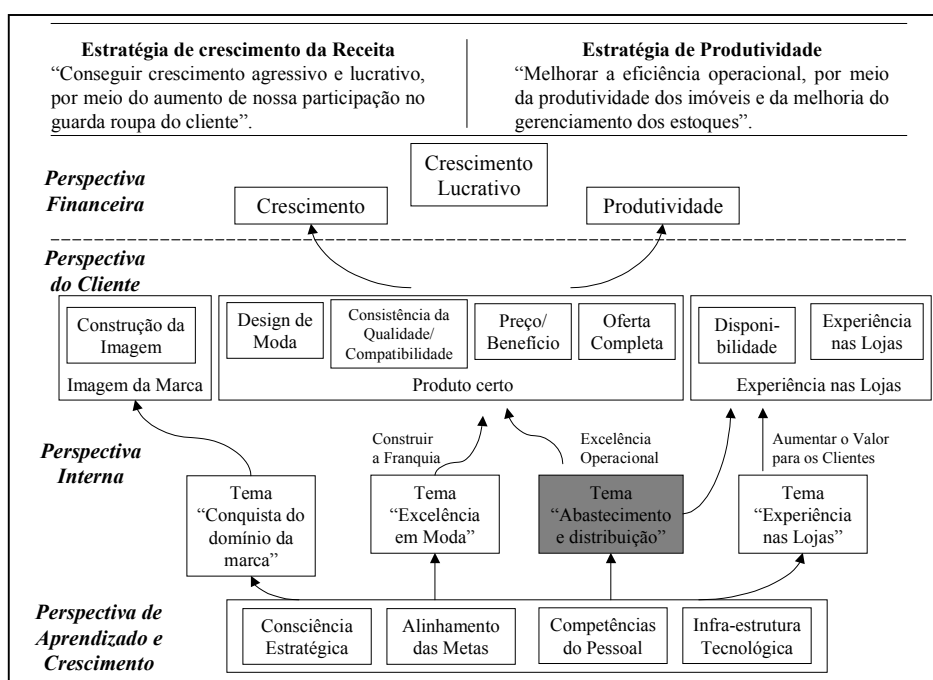 Estratégia de crescimento da Receita
“Conseguir crescimento agressivo e lucrativo,
por meio do aumento de nossa participação no
guarda roupa do cliente”.
Estratégia de Produtividade
“Melhorar a eficiência operacional, por meio
da produtividade dos imóveis e da melhoria do
gerenciamento dos estoques”.
Perspectiva
Financeira
Crescimento
Lucrativo
Crescimento
Produtividade
Perspectiva
do Cliente
Construção da
Imagem
Imagem da Marca
Design de
Moda
Consistência da
Qualidade/
Compatibilidade
Preço/
Benefício
Oferta
Completa
Produto certo
Disponi-
bilidade
Experiência
nas Lojas
Experiência nas Lojas
Perspectiva
Interna
Construir
a Franquia
Excelência
Operacional
Aumentar o Valor
para os Clientes
Tema
“Conquista do
domínio da
marca”
Tema
“Excelência
em Moda”
Tema
“Abastecimento
e distribuição”
Tema
“Experiência
nas Lojas”
Perspectiva de
Aprendizado e
Crescimento
Consciência
Estratégica
Alinhamento
das Metas
Competências
do Pessoal
Infra-estrutura
Tecnológica